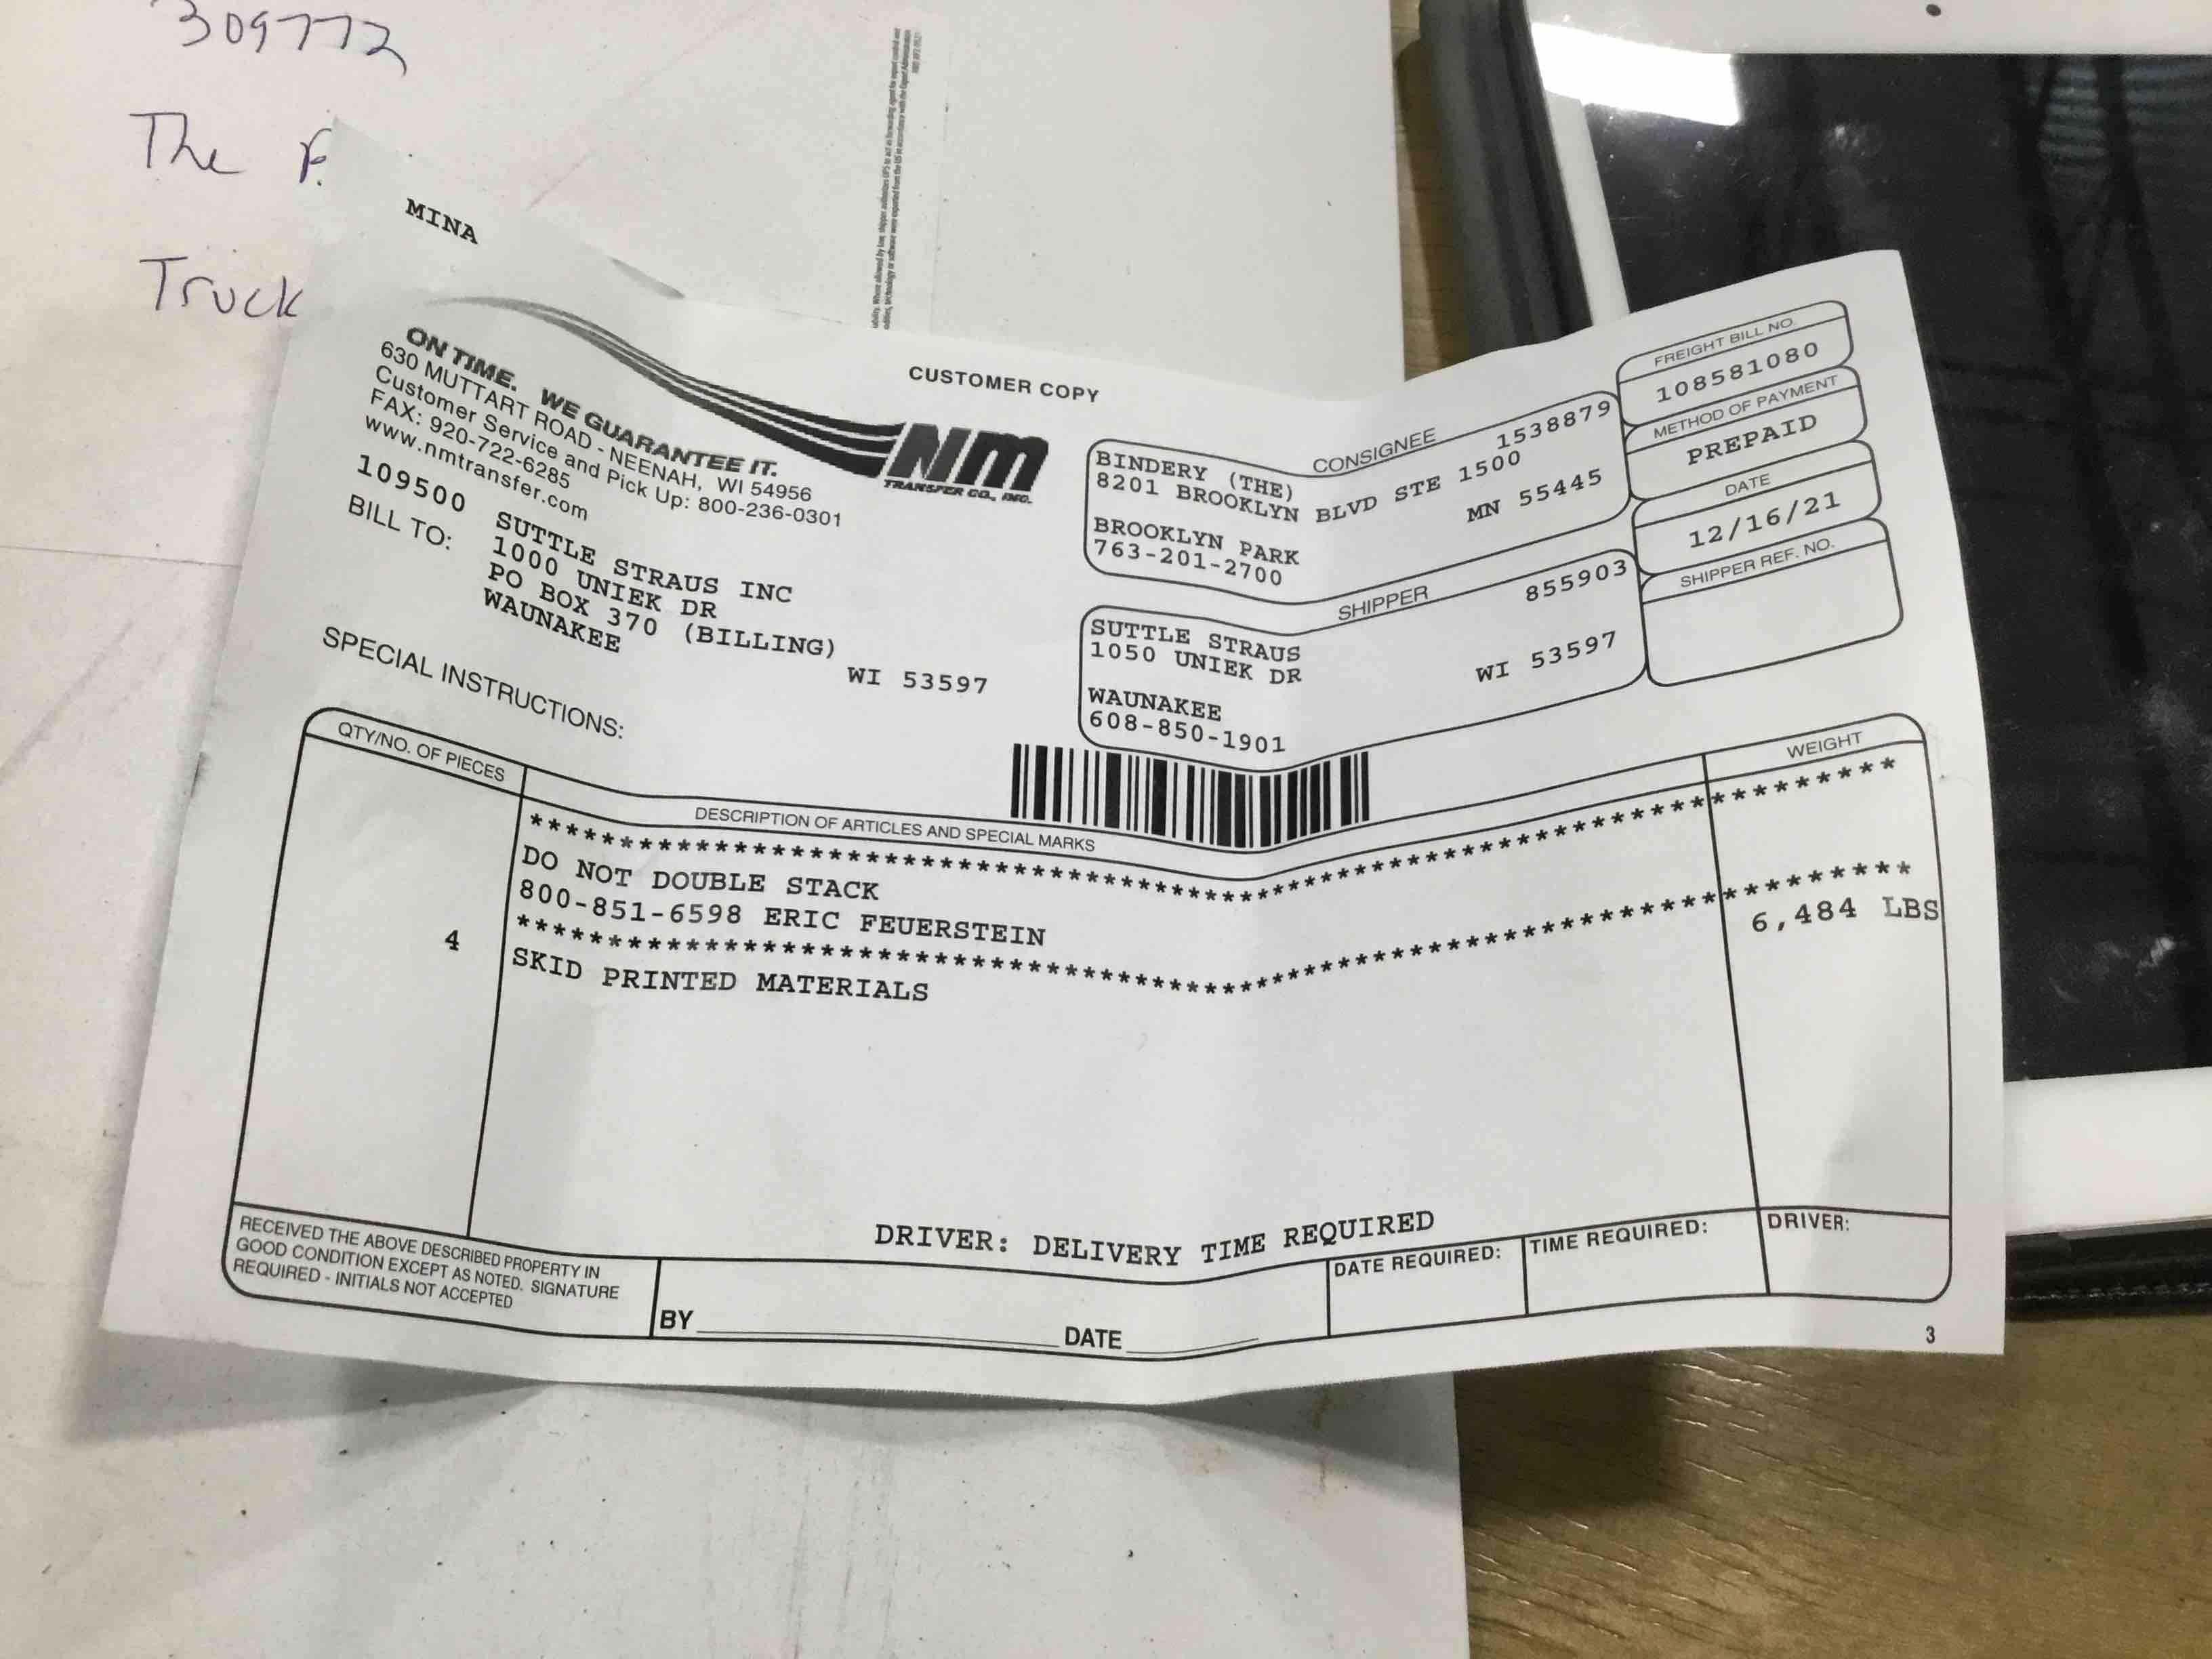 309772
The
Truck
MINA
ON TIME. WE GUARANTEE IT.
630 MUTTART ROAD - NEENAH, WI 54956
Customer Service and Pick Up: 800-236-0301
FAX: 920-722-6285
www.nmtransfer.com
NM
TRANSFER CO., INC.
CUSTOMER COPY
109500
BILL TO:
SUTTLE STRAUS INC
1000 UNIEK DR
PO BOX 370 (BILLING)
WAUNAKEE WI 53597
SPECIAL INSTRUCTIONS:
CONSIGNEE 1538879
BINDERY (THE)
8201 BROOKLYN BLVD STE 1500
BROOKLYN PARK MN 55445
763-201-2700
SHIPPER 855903
SUTTLE STRAUS
1050 UNIEK DR
WAUNAKEE WI 53597
608-850-1901
FREIGHT BILL NO.
108581080
METHOD OF PAYMENT
PREPAID
DATE
12/16/21
SHIPPER REF. NO.
QTY/NO. OF PIECES
DESCRIPTION OF ARTICLES AND SPECIAL MARKS
WEIGHT
DO NOT DOUBLE STACK
800-851-6598 ERIC FEUERSTEIN
4 SKID PRINTED MATERIALS 6,484 LBS
DRIVER: DELIVERY TIME REQUIRED
RECEIVED THE ABOVE DESCRIBED PROPERTY IN
GOOD CONDITION EXCEPT AS NOTED. SIGNATURE
REQUIRED - INITIALS NOT ACCEPTED
BY DATE
DATE REQUIRED:
TIME REQUIRED:
DRIVER:
3